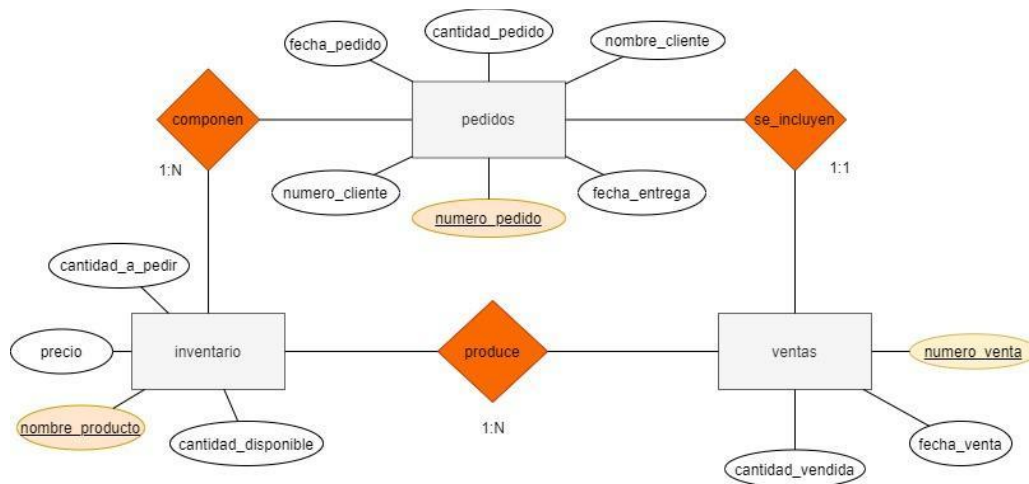 cantidad_pedido
fecha_pedido
nombre_cliente
componen
pedidos
se_incluyen
1:N
1:1
numero_cliente
fecha_entrega
numero_pedido
cantidad_a_pedir
precio
inventario
produce
ventas
numero_venta
nombre_producto
cantidad_disponible
1:N
fecha_venta
cantidad_vendida